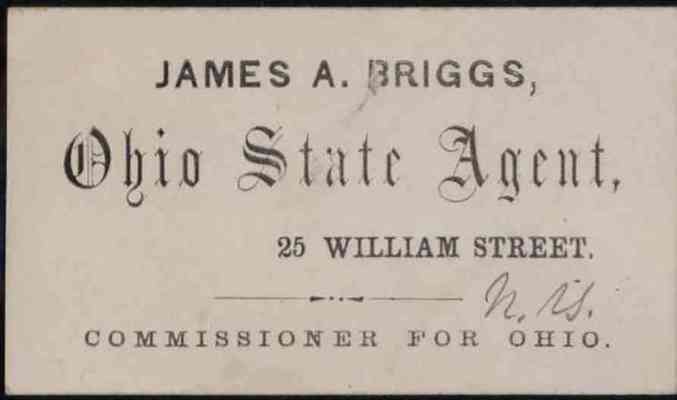 JAMES A. BRIGGS,
Ohio State Agent,
25 WILLIAM STREET.
N. Y.
COMMISSIONER FOR OHIO.